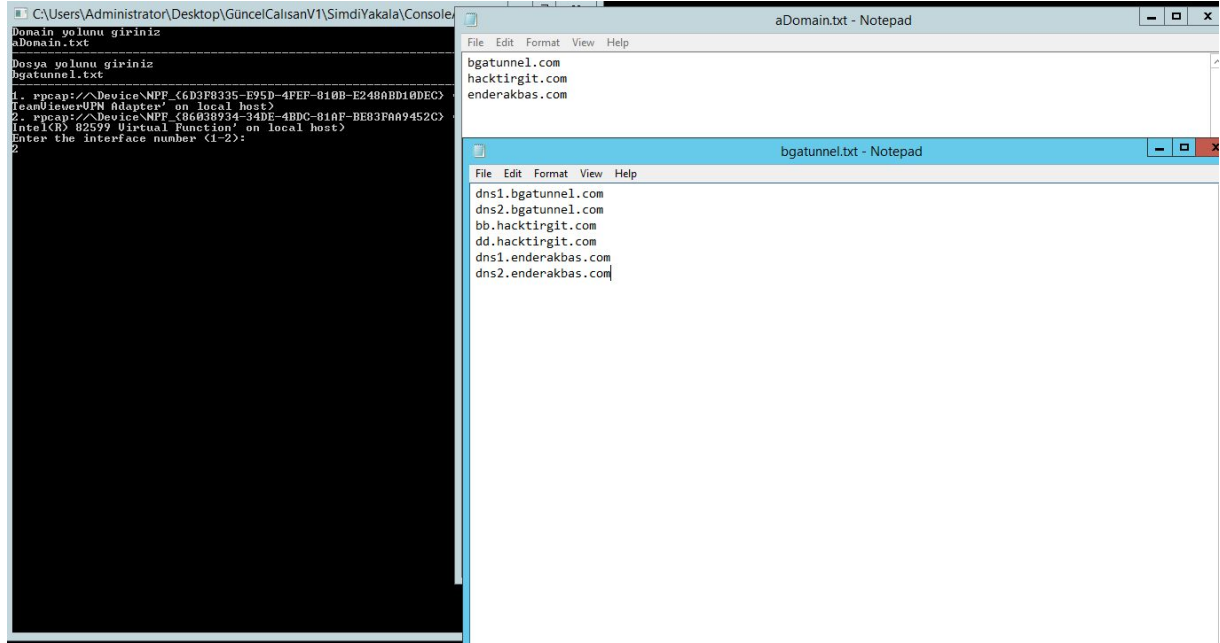 C:\Users\Administrator\Desktop\GüncelCalısanV1\SimdiYakala\Console
Domain yolunu giriniz
aDomain.txt
Dosya yolunu giriniz
bgatunnel.txt
1. rpcap://\Device\NPF_{6D3F8335-E95D-4FEF-810B-E248ABD10DEC}
TeamViewerVPN Adapter' on local host)
2. rpcap://\Device\NPF_{86038934-34DE-4BDC-81AF-BE83FAA9452C}
Intel(R) 82599 Virtual Function' on local host)
Enter the interface number (1-2):
2
aDomain.txt - Notepad
File Edit Format View Help
bgatunnel.com
hacktirgit.com
enderakbas.com
bgatunnel.txt - Notepad
File Edit Format View Help
dns1.bgatunnel.com
dns2.bgatunnel.com
bb.hacktirgit.com
dd.hacktirgit.com
dns1.enderakbas.com
dns2.enderakbas.com